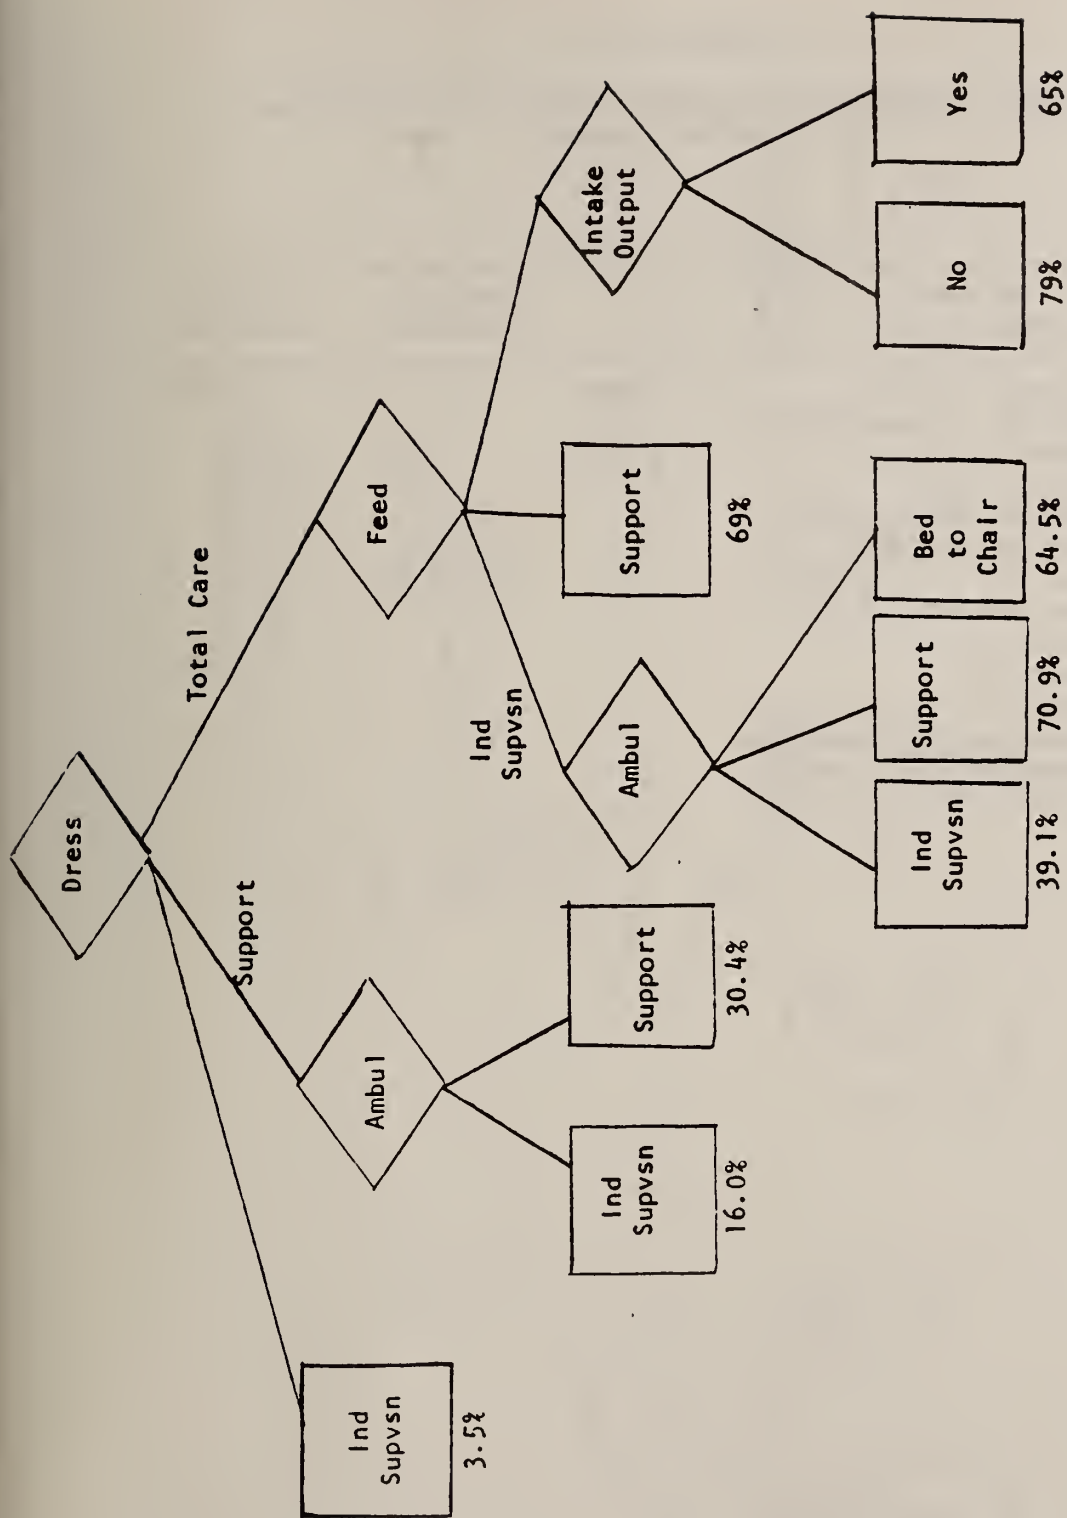 Dress
Total Care
Support
Ind
Supvsn
3.5%
Ambul
Feed
Ind
Supvsn
16.0%
Support
30.4%
Ind
Supvsn
Ambul
Support
69%
Intake
Output
Ind
Supvsn
39.1%
Support
70.9%
Bed
to
Chair
64.5%
No
79%
Yes
65%